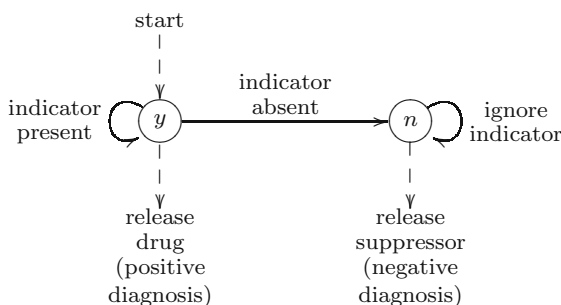 start
indicator
present
y
indicator
absent
n
ignore
indicator
release
drug
(positive
diagnosis)
release
suppressor
(negative
diagnosis)